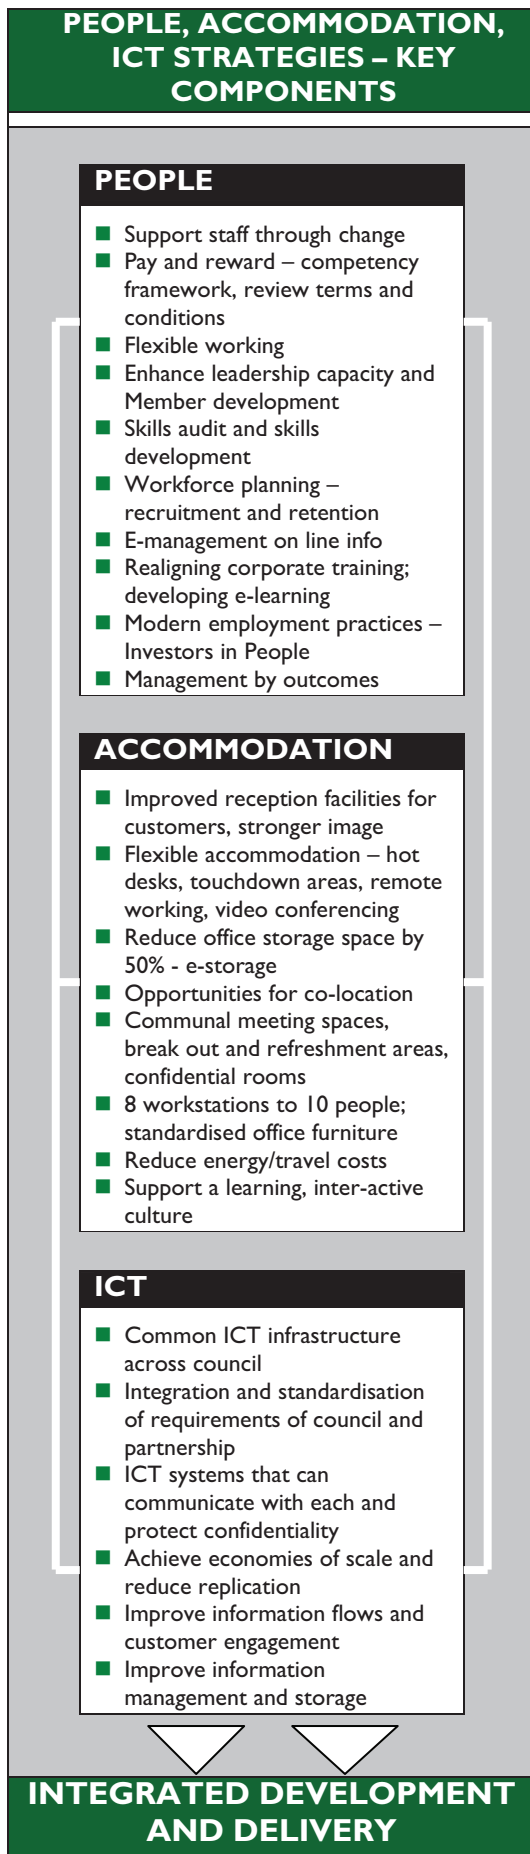 PEOPLE, ACCOMMODATION,
ICT STRATEGIES – KEY
COMPONENTS
PEOPLE
■ Support staff through change
■ Pay and reward – competency
framework, review terms and
conditions
■ Flexible working
■ Enhance leadership capacity and
Member development
■ Skills audit and skills
development
■ Workforce planning –
recruitment and retention
■ E-management on line info
■ Realigning corporate training;
developing e-learning
■ Modern employment practices –
Investors in People
■ Management by outcomes
ACCOMMODATION
■ Improved reception facilities for
customers, stronger image
■ Flexible accommodation – hot
desks, touchdown areas, remote
working, video conferencing
■ Reduce office storage space by
50% - e-storage
■ Opportunities for co-location
■ Communal meeting spaces,
break out and refreshment areas,
confidential rooms
■ 8 workstations to 10 people;
standardised office furniture
■ Reduce energy/travel costs
■ Support a learning, inter-active
culture
ICT
■ Common ICT infrastructure
across council
■ Integration and standardisation
of requirements of council and
partnership
■ ICT systems that can
communicate with each and
protect confidentiality
■ Achieve economies of scale and
reduce replication
■ Improve information flows and
customer engagement
■ Improve information
management and storage
INTEGRATED DEVELOPMENT
AND DELIVERY